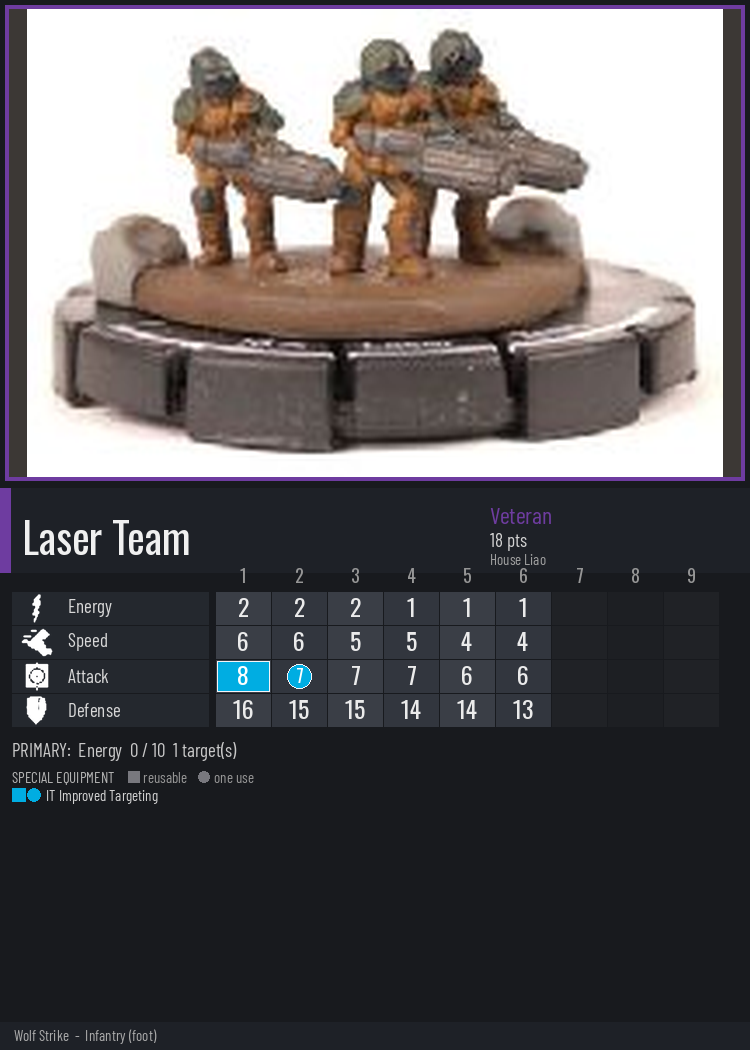 Laser Team
Veteran
18 pts
House Liao
1 2 3 4 5 6 7 8 9
Energy 2 2 2 1 1 1
Speed 6 6 5 5 4 4
Attack 8 7 7 7 6 6
Defense 16 15 15 14 14 13
PRIMARY: Energy 0 / 10 1 target(s)
SPECIAL EQUIPMENT reusable one use
IT Improved Targeting
Wolf Strike - Infantry (foot)